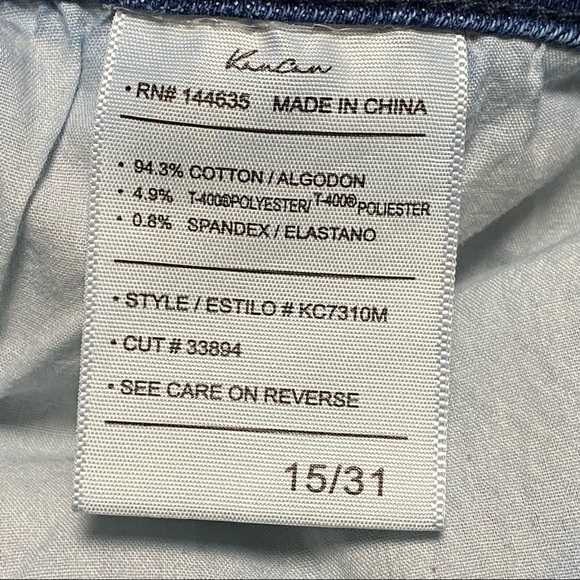 KanCan
• RN# 144635 MADE IN CHINA
• 94.3% COTTON / ALGODON
• 4.9% T-400®POLYESTER/ T-400®POLIESTER
• 0.8% SPANDEX / ELASTANO
• STYLE / ESTILO # KC7310M
• CUT # 33894
• SEE CARE ON REVERSE
15/31